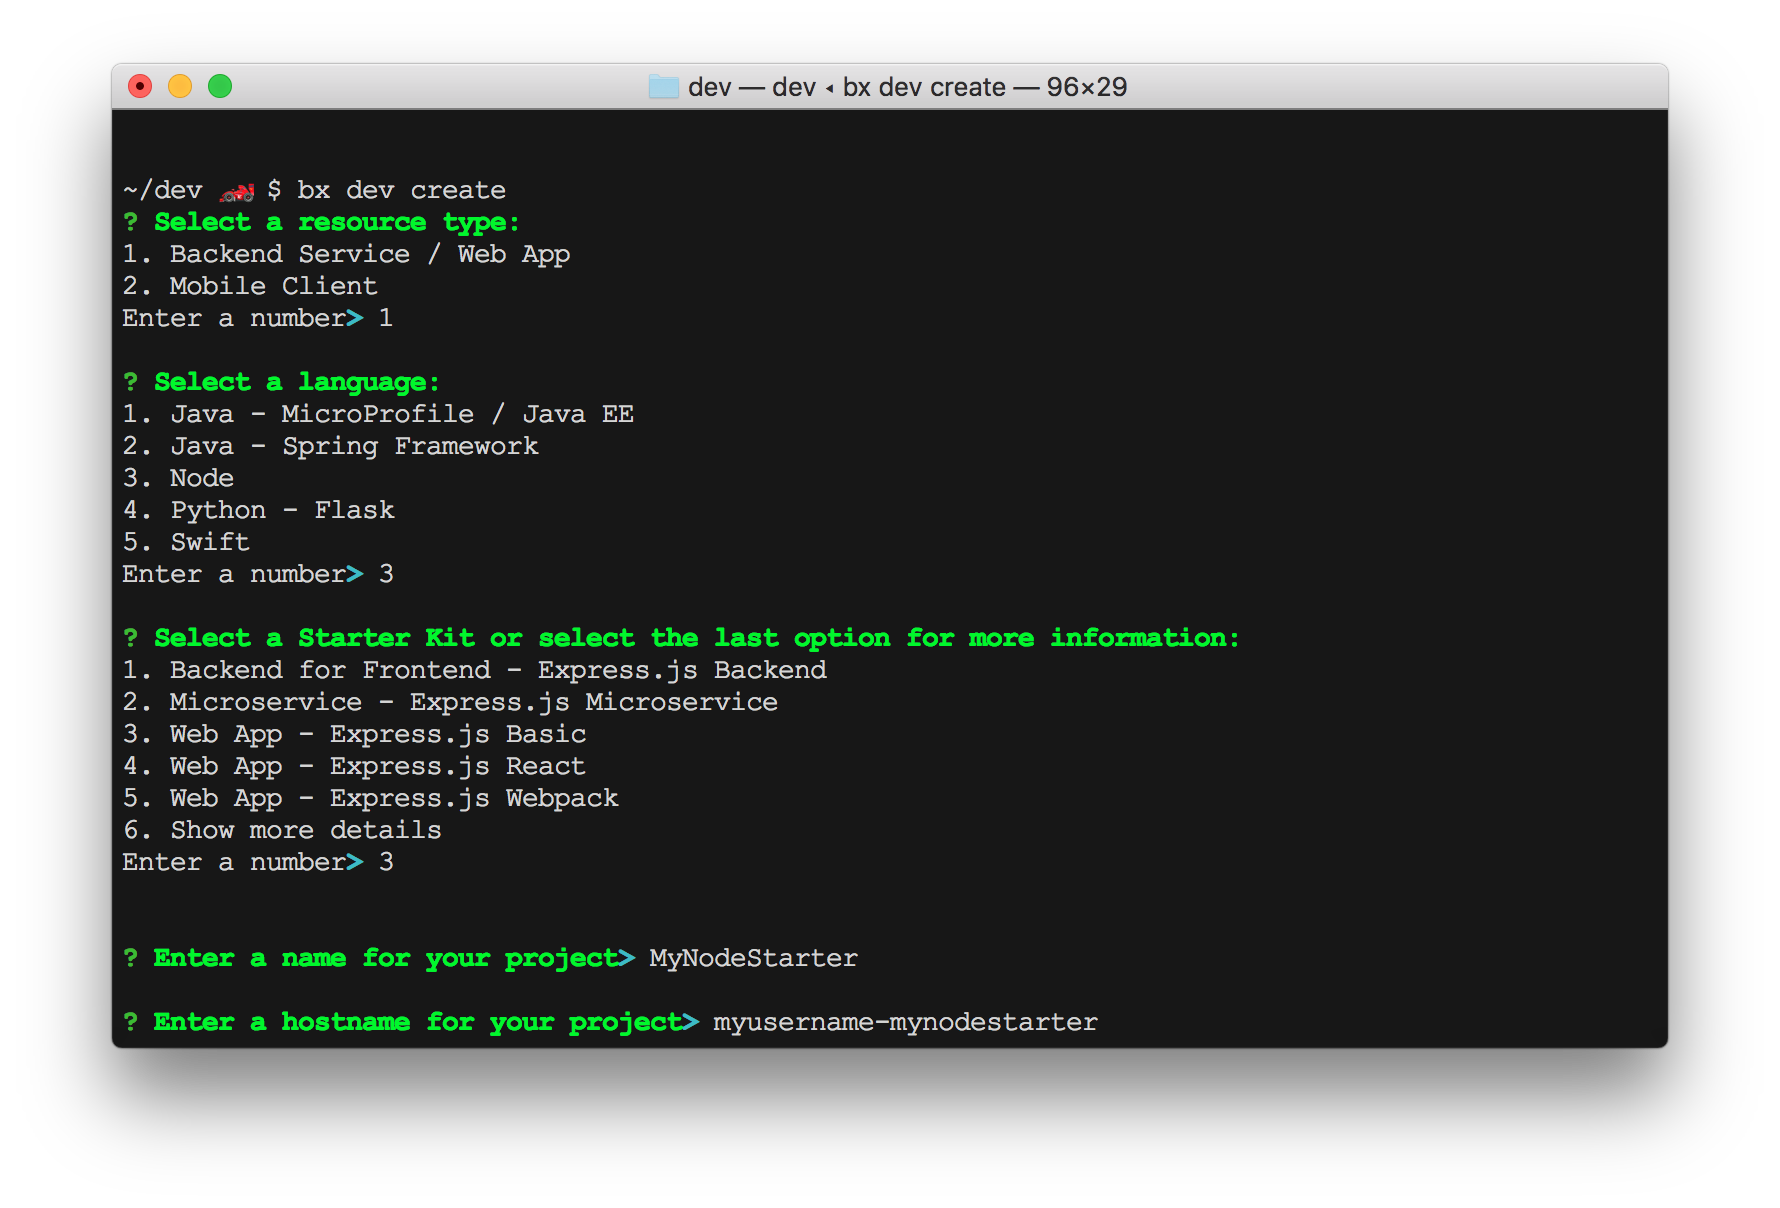 dev — dev ◂ bx dev create — 96×29
~/dev 🏎 $ bx dev create
? Select a resource type:
1. Backend Service / Web App
2. Mobile Client
Enter a number> 1
? Select a language:
1. Java - MicroProfile / Java EE
2. Java - Spring Framework
3. Node
4. Python - Flask
5. Swift
Enter a number> 3
? Select a Starter Kit or select the last option for more information:
1. Backend for Frontend - Express.js Backend
2. Microservice - Express.js Microservice
3. Web App - Express.js Basic
4. Web App - Express.js React
5. Web App - Express.js Webpack
6. Show more details
Enter a number> 3
? Enter a name for your project> MyNodeStarter
? Enter a hostname for your project> myusername-mynodestarter